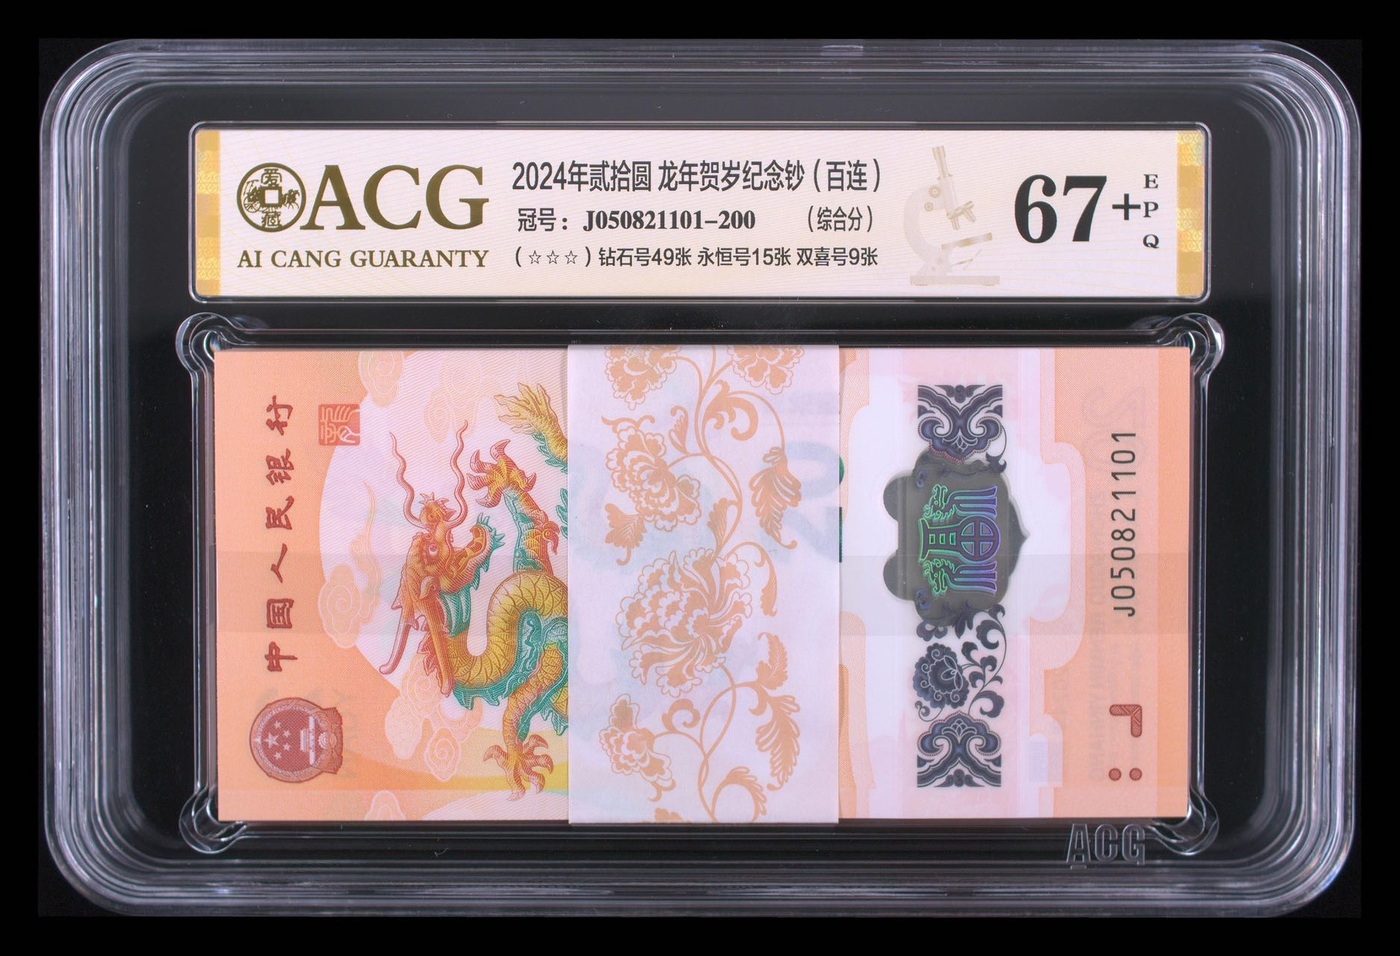 ACG
AI CANG GUARANTY
2024年贰拾圆 龙年贺岁纪念钞（百连）
冠号：J050821101-200 （综合分）
（☆☆☆）钻石号49张 永恒号15张 双喜号9张
67+
EPQ
中国人民银行
J050821101
ACG